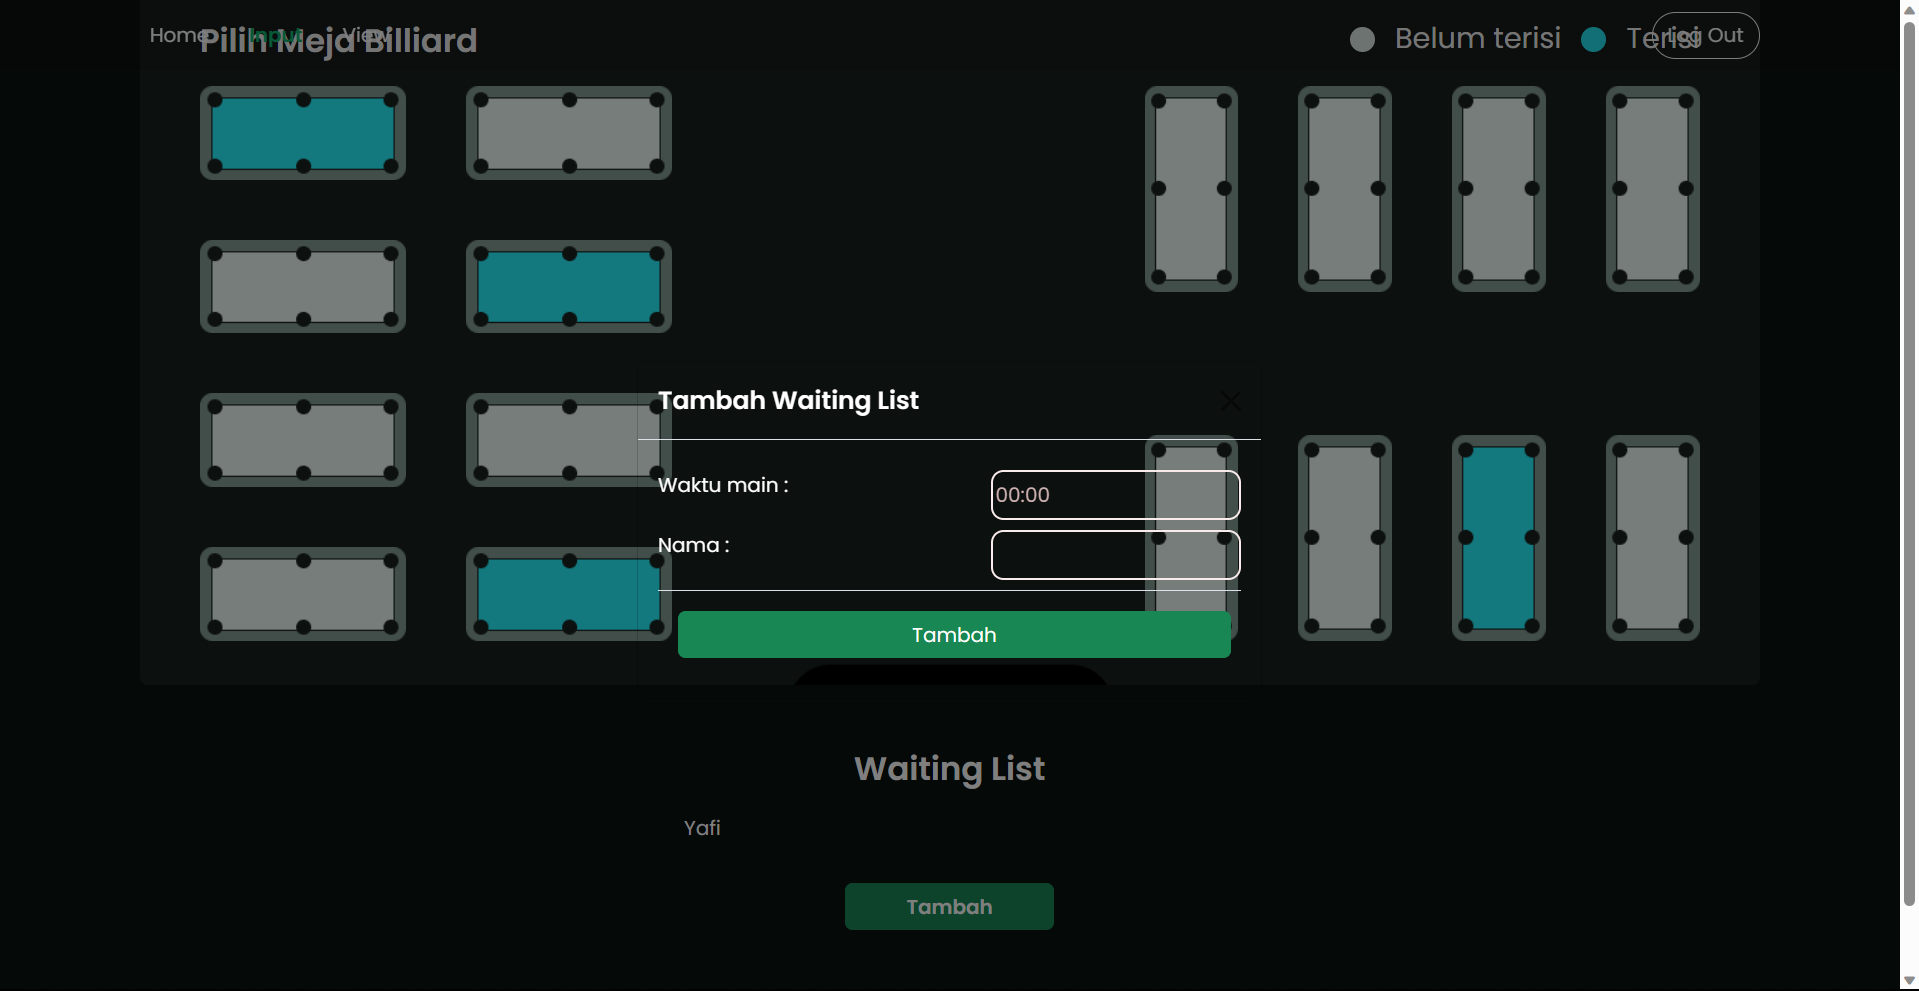 Home Input View Log Out
Pilih Meja Billiard
Belum terisi Terisi
Tambah Waiting List
Waktu main : 00:00
Nama :
Tambah
Waiting List
Yafi
Tambah